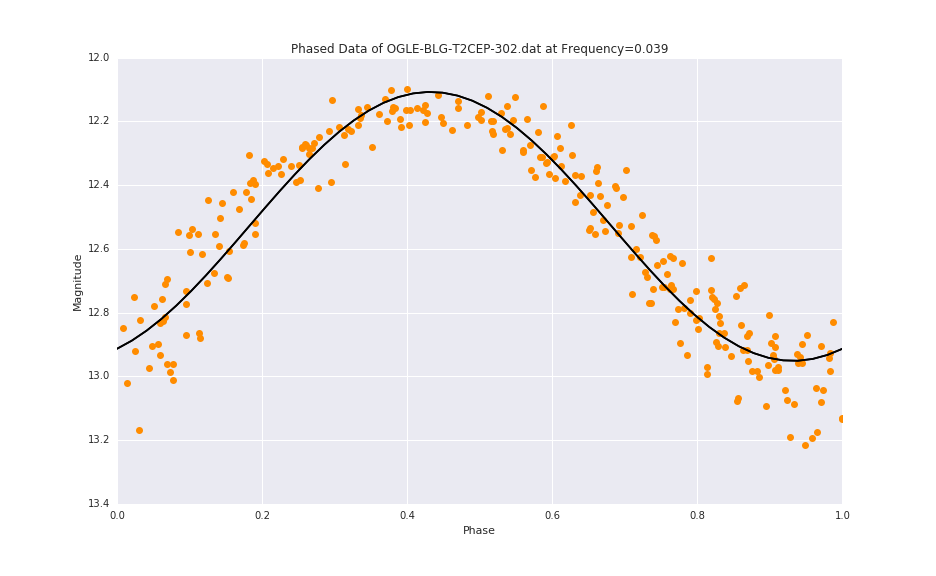 Phased Data of OGLE-BLG-T2CEP-302.dat at Frequency=0.039
12.0
12.2
12.4
12.6
12.8
13.0
13.2
13.4
Magnitude
0.0 0.2 0.4 0.6 0.8 1.0
Phase